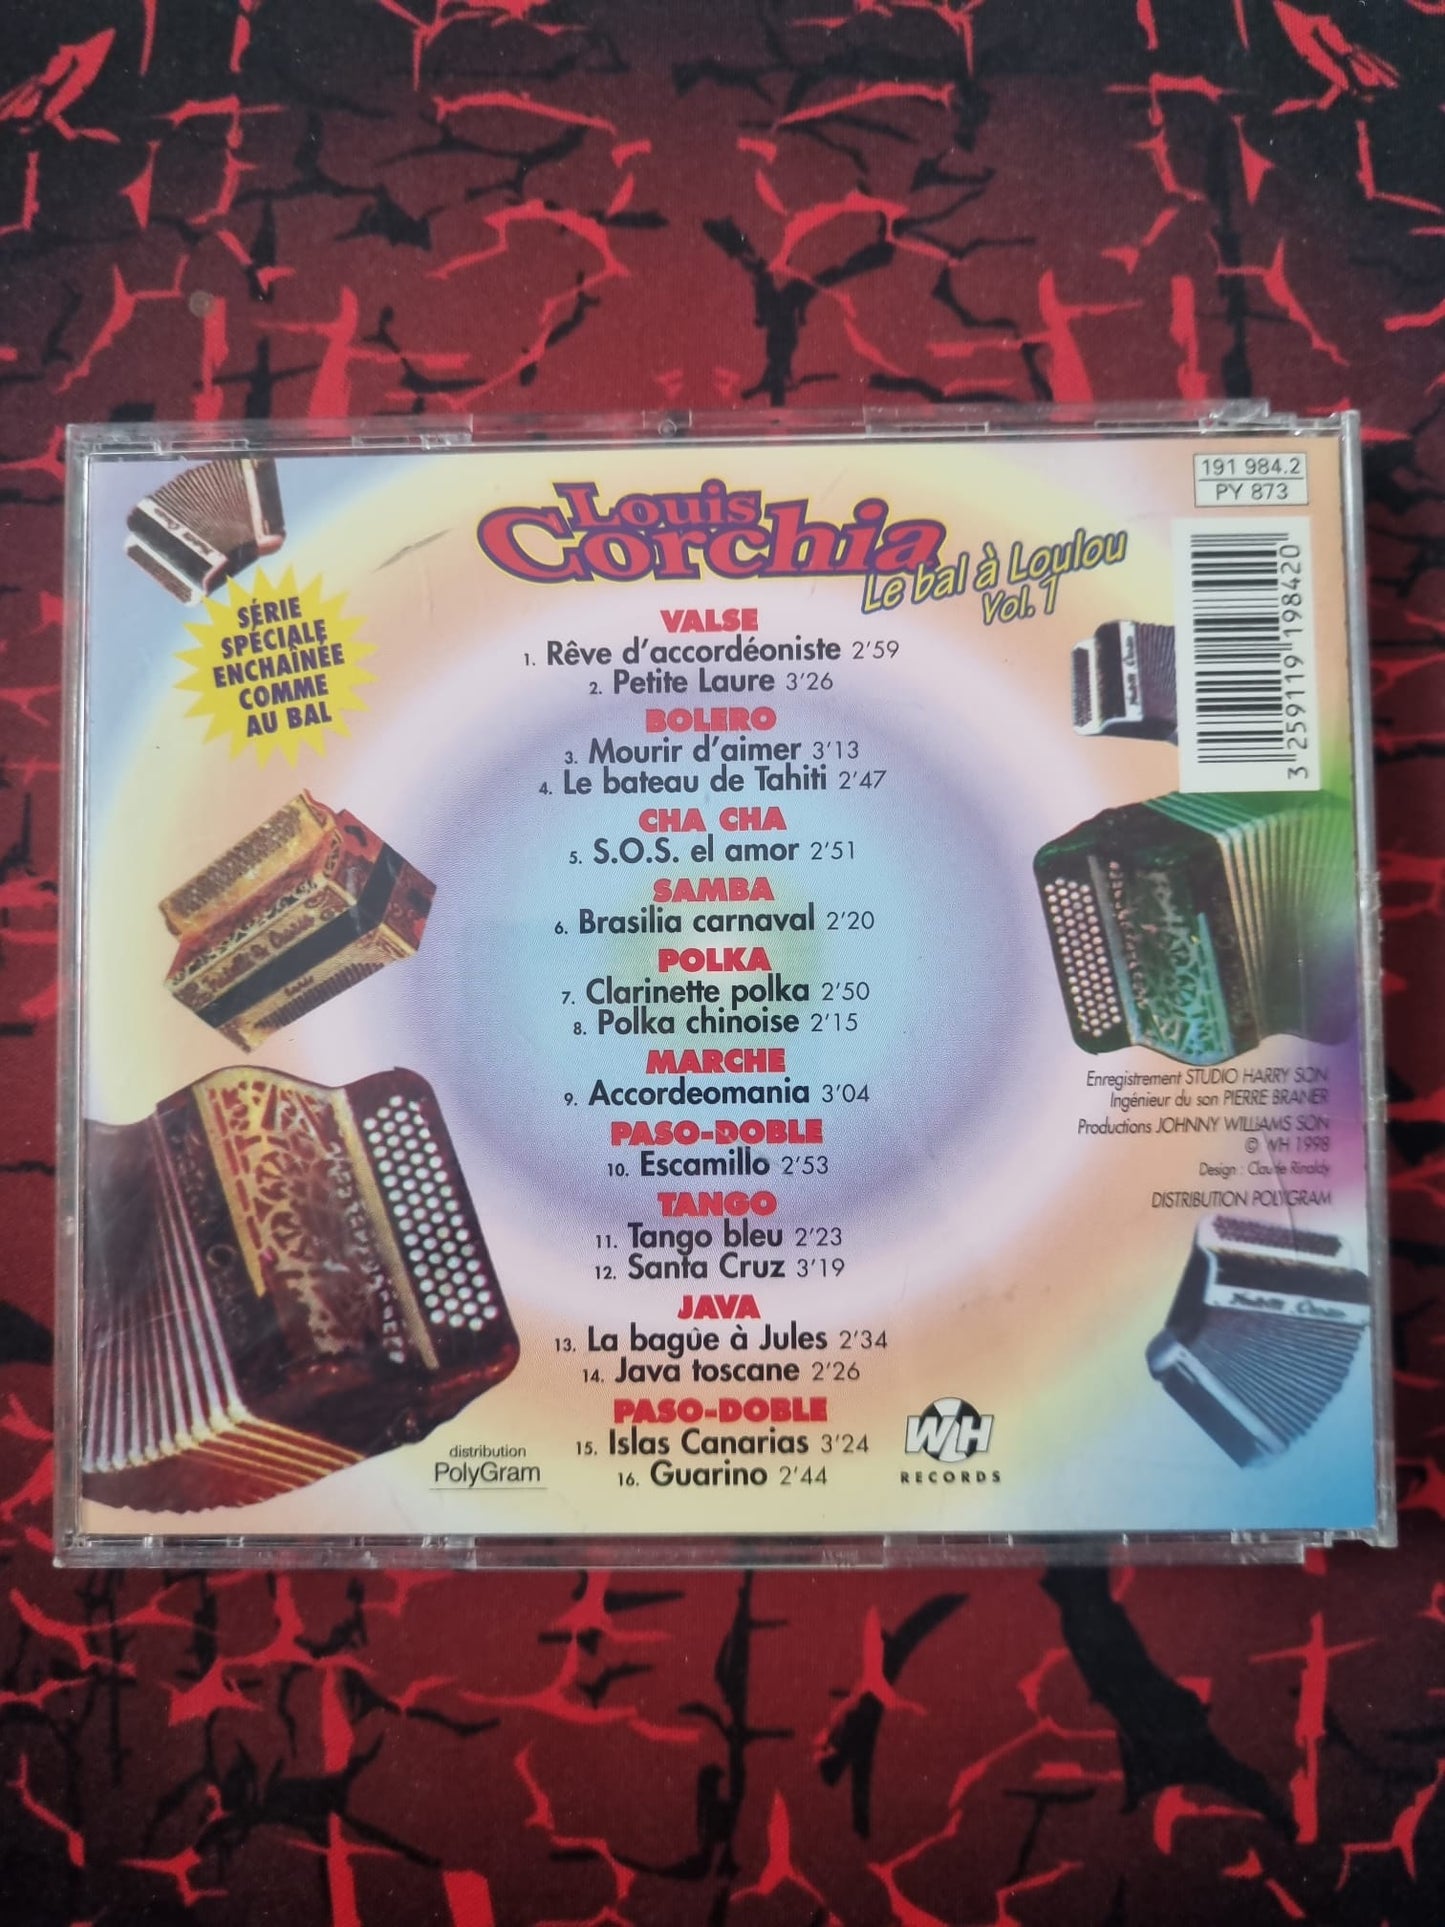 191 984.2
PY 873
Louis
Corchia
Le bal à Loulou
Vol. 1
SÉRIE
SPÉCIALE
ENCHAÎNÉE
COMME
AU BAL
VALSE
1. Rêve d'accordéoniste 2'59
2. Petite Laure 3'26
BOLERO
3. Mourir d'aimer 3'13
4. Le bateau de Tahiti 2'47
CHA CHA
5. S.O.S. el amor 2'51
SAMBA
6. Brasilia carnaval 2'20
POLKA
7. Clarinette polka 2'50
8. Polka chinoise 2'15
MARCHE
9. Accordeomania 3'04
PASO-DOBLE
10. Escamillo 2'53
TANGO
11. Tango bleu 2'23
12. Santa Cruz 3'19
JAVA
13. La bagûe à Jules 2'34
14. Java toscane 2'26
PASO-DOBLE
15. Islas Canarias 3'24
16. Guarino 2'44
3 259119 198420
Enregistrement STUDIO HARRY SON
Ingénieur du son PIERRE BRANER
Productions JOHNNY WILLIAMS SON
© WH 1998
Design : Claude Rinaldy
DISTRIBUTION POLYGRAM
distribution
PolyGram
W/H
RECORDS